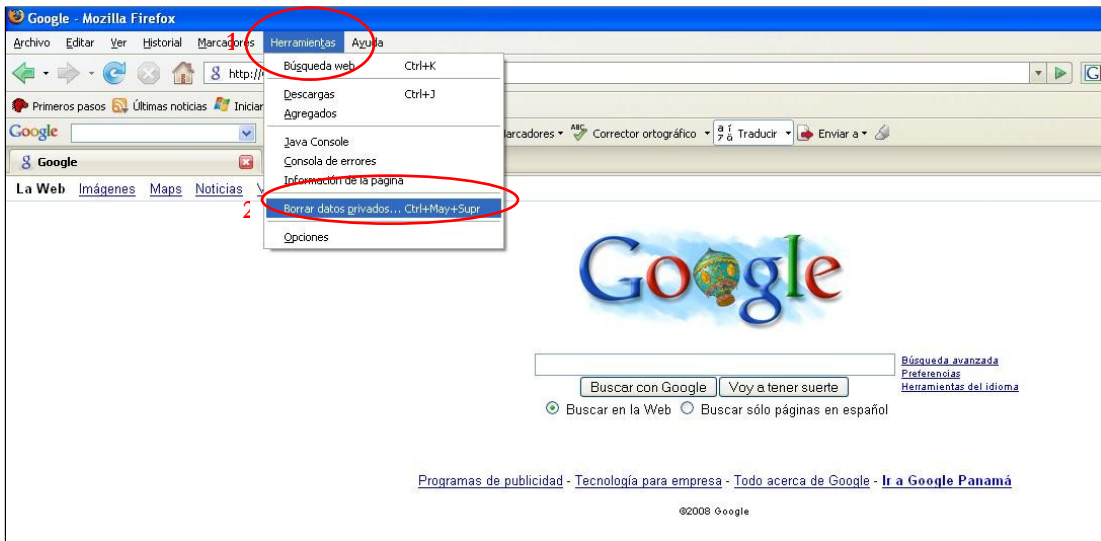 Google - Mozilla Firefox
Archivo Editar Ver Historial Marcadores Herramientas Ayuda
1
Búsqueda web Ctrl+K
http://
G
Primeros pasos Últimas noticias Iniciar
Descargas Ctrl+J
Agregados
Google
Marcadores Corrector ortográfico Traducir Enviar a
Java Console
Google
Consola de errores
Información de la página
La Web Imágenes Maps Noticias
2
Borrar datos privados... Ctrl+May+Supr
Opciones
Google
Búsqueda avanzada
Preferencias
Herramientas del idioma
Buscar con Google Voy a tener suerte
Buscar en la Web Buscar sólo páginas en español
Programas de publicidad - Tecnología para empresa - Todo acerca de Google - Ir a Google Panamá
©2008 Google